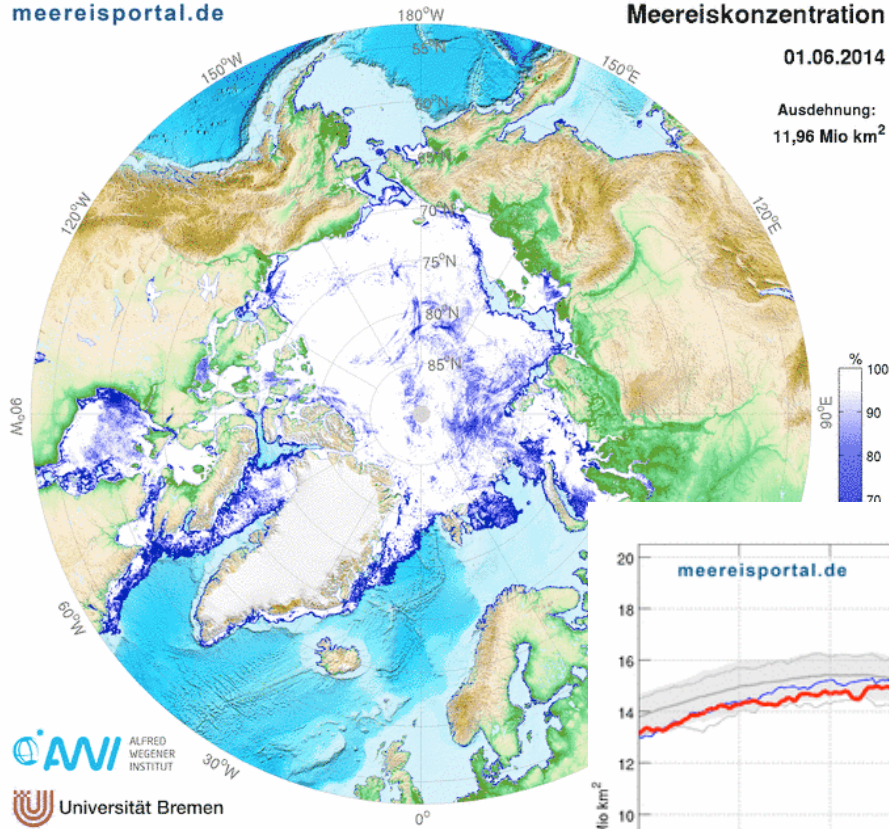 meereisportal.de
Meereiskonzentration
01.06.2014
Ausdehnung:
11,96 Mio km²
180°W
150°W
150°E
120°W
120°E
90°W
90°E
60°W
30°W
0°
55°N
60°N
65°N
70°N
75°N
80°N
85°N
%
100
90
80
70
meereisportal.de
20
18
16
14
12
10
Mio km²
AWI
ALFRED
WEGENER
INSTITUT
Universität Bremen